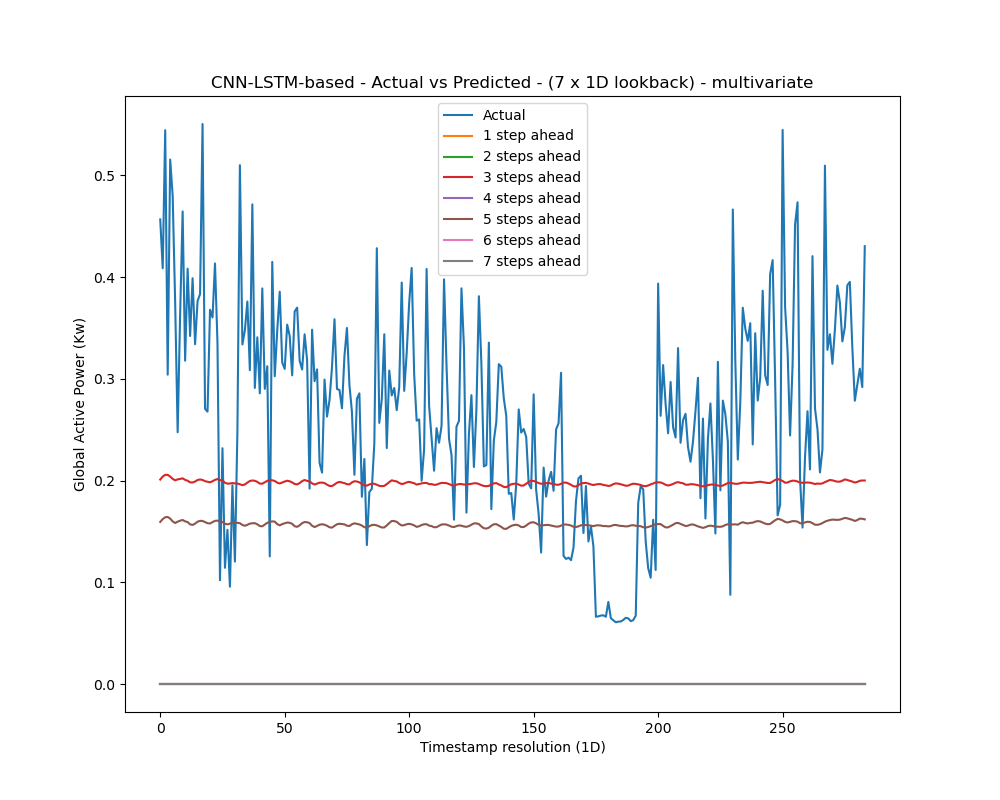 CNN-LSTM-based - Actual vs Predicted - (7 x 1D lookback) - multivariate
Actual
1 step ahead
2 steps ahead
3 steps ahead
4 steps ahead
5 steps ahead
6 steps ahead
7 steps ahead
Global Active Power (Kw)
0.5
0.4
0.3
0.2
0.1
0.0
0
50
100
150
200
250
Timestamp resolution (1D)